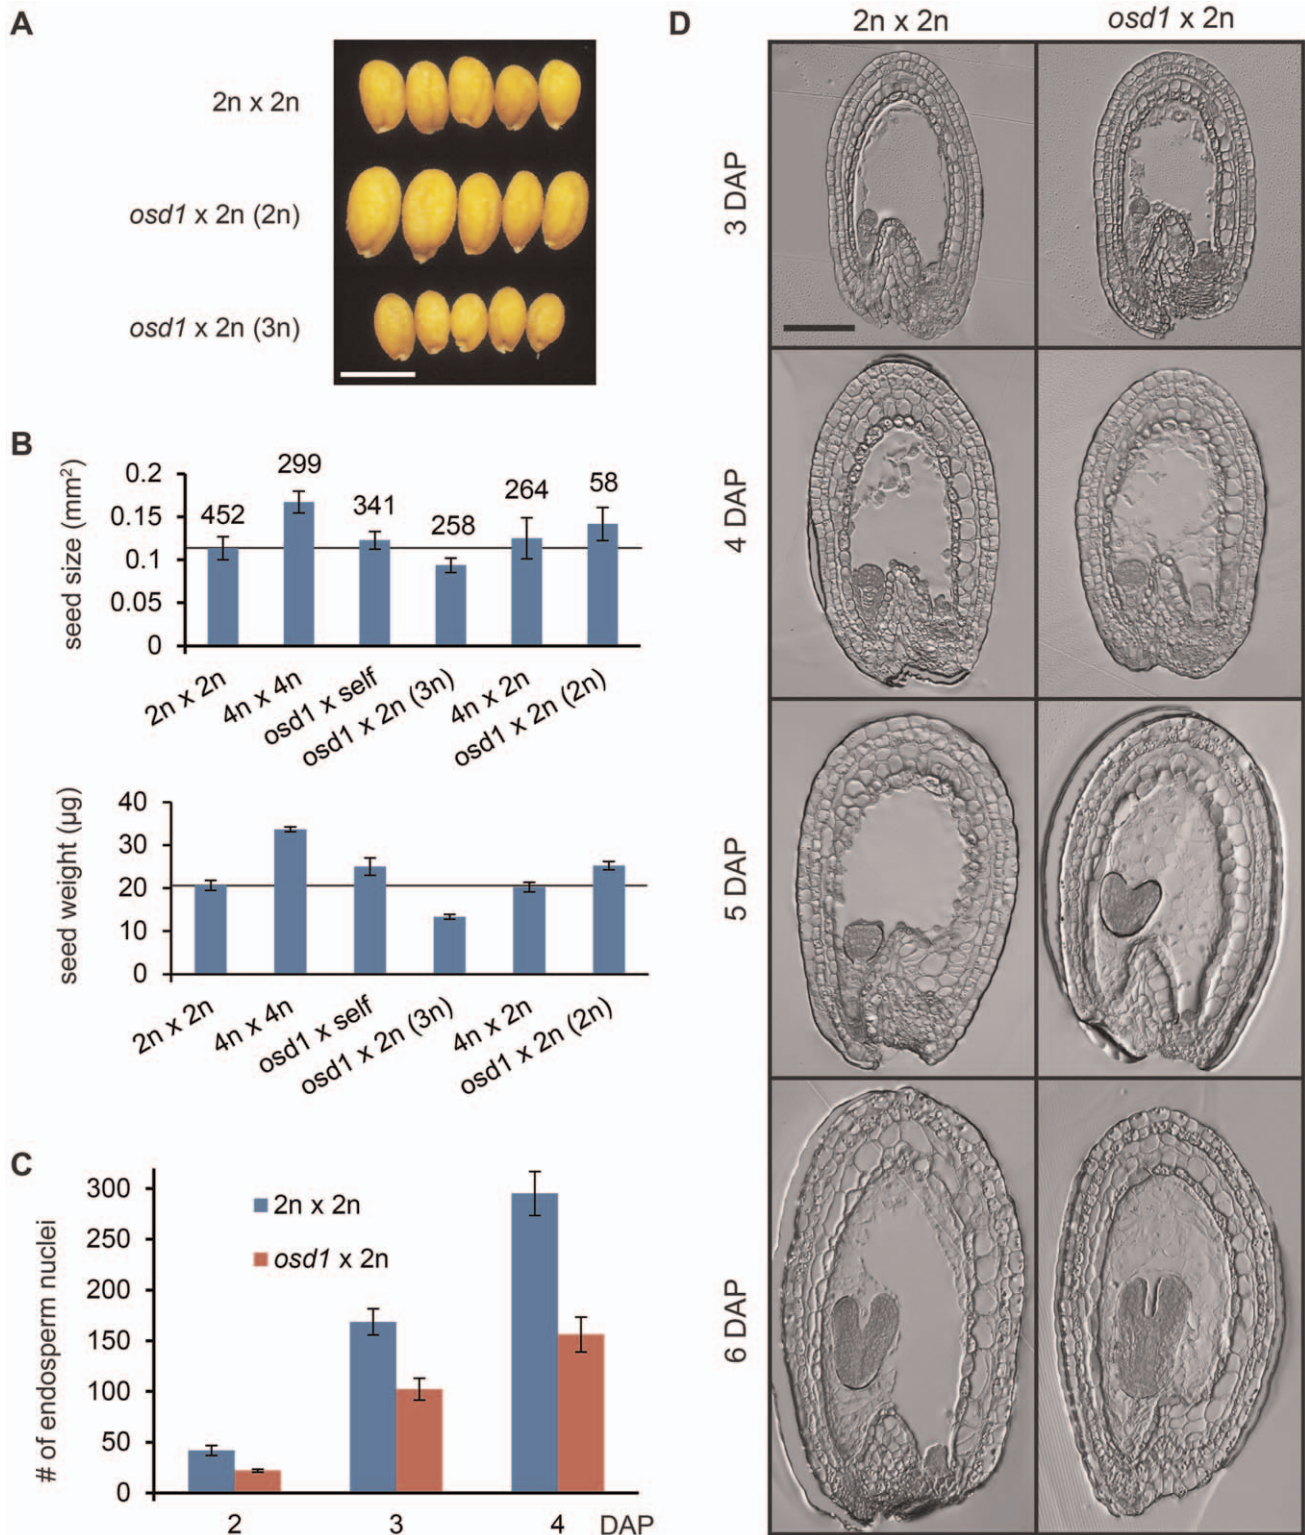 A
2n x 2n
osd1 x 2n (2n)
osd1 x 2n (3n)
B
seed size (mm²)
0.2
0.15
0.1
0.05
0
452
299
341
258
264
58
2n x 2n
4n x 4n
osd1 x self
osd1 x 2n (3n)
4n x 2n
osd1 x 2n (2n)
seed weight (µg)
40
30
20
10
0
2n x 2n
4n x 4n
osd1 x self
osd1 x 2n (3n)
4n x 2n
osd1 x 2n (2n)
C
# of endosperm nuclei
300
250
200
150
100
50
0
2n x 2n
osd1 x 2n
2 3 4 DAP
D
2n x 2n osd1 x 2n
3 DAP
4 DAP
5 DAP
6 DAP